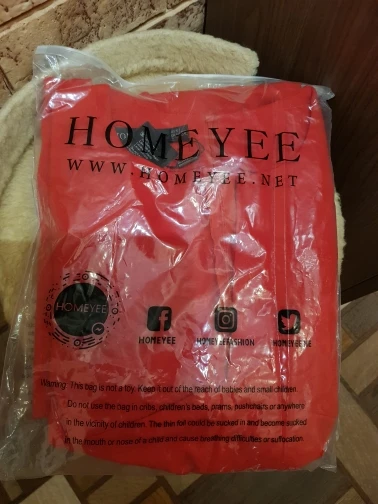 HOMEYEE
WWW.HOMEYEE.NET
HOMEYEE
HOMEYEE
HOMEYEEFASHION
Warning: This bag is not a toy. Keep it out of the reach of babies and small children.
Do not use the bag in cribs, children's beds, prams, pushchairs or anywhere
in the vicinity of children. The thin foil could be sucked in and become sucked
in the mouth or nose of a child and cause breathing difficulties or suffocation.